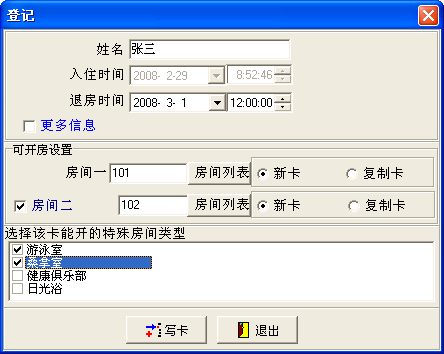 登记
姓名 张三
入住时间 2008- 2-29 8:52:46
退房时间 2008- 3- 1 12:00:00
更多信息
可开房设置
房间一 101 房间列表 新卡 复制卡
房间二 102 房间列表 新卡 复制卡
选择该卡能开的特殊房间类型
游泳室
桑拿室
健康俱乐部
日光浴
写卡 退出